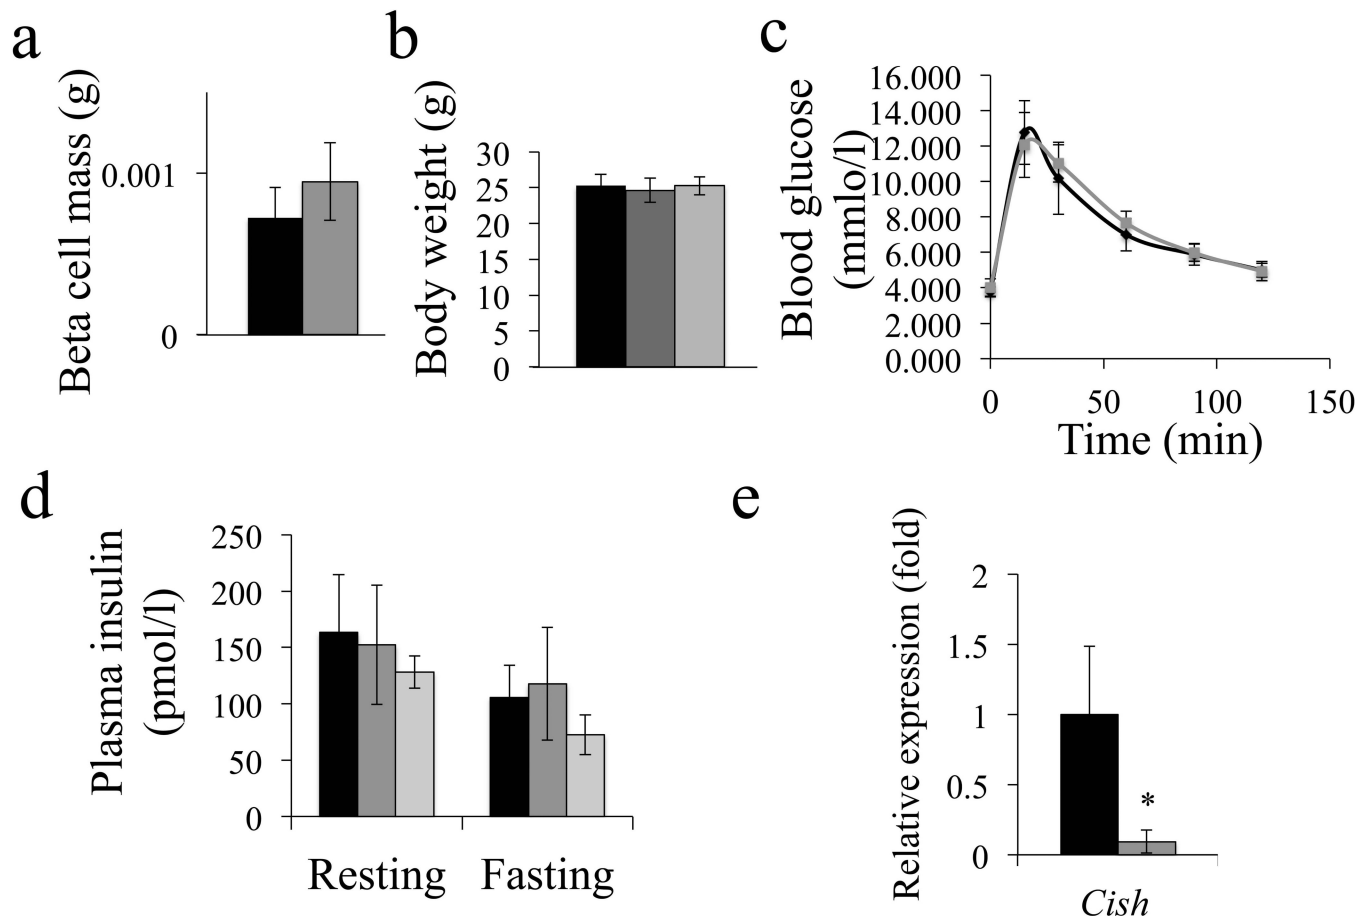 a
Beta cell mass (g)
0.001
0
b
Body weight (g)
30
25
20
15
10
5
0
c
Blood glucose
(mmlo/l)
16.000
14.000
12.000
10.000
8.000
6.000
4.000
2.000
0.000
0 50 100 150
Time (min)
d
Plasma insulin
(pmol/l)
250
200
150
100
50
0
Resting Fasting
e
Relative expression (fold)
2
1.5
1
0.5
0
*
Cish